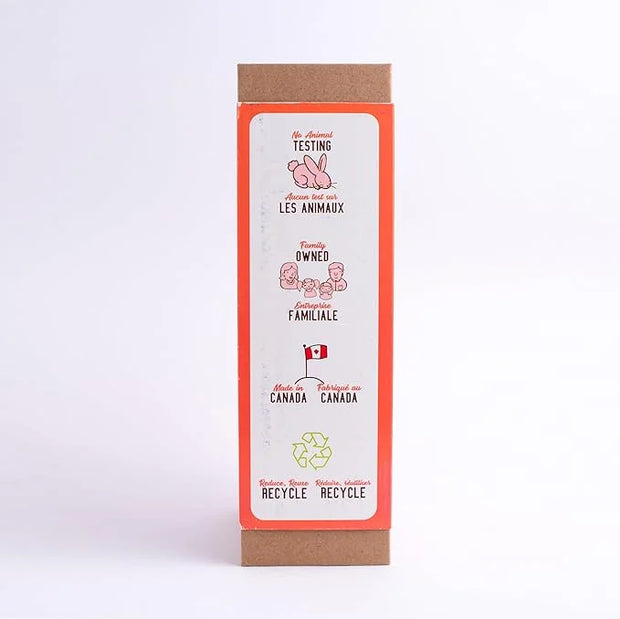 No Animal
TESTING
Aucun test sur
LES ANIMAUX
Family
OWNED
Entreprise
FAMILIALE
Made in Fabriqué au
CANADA CANADA
Reduce, Reuse Réduire, réutiliser
RECYCLE RECYCLE